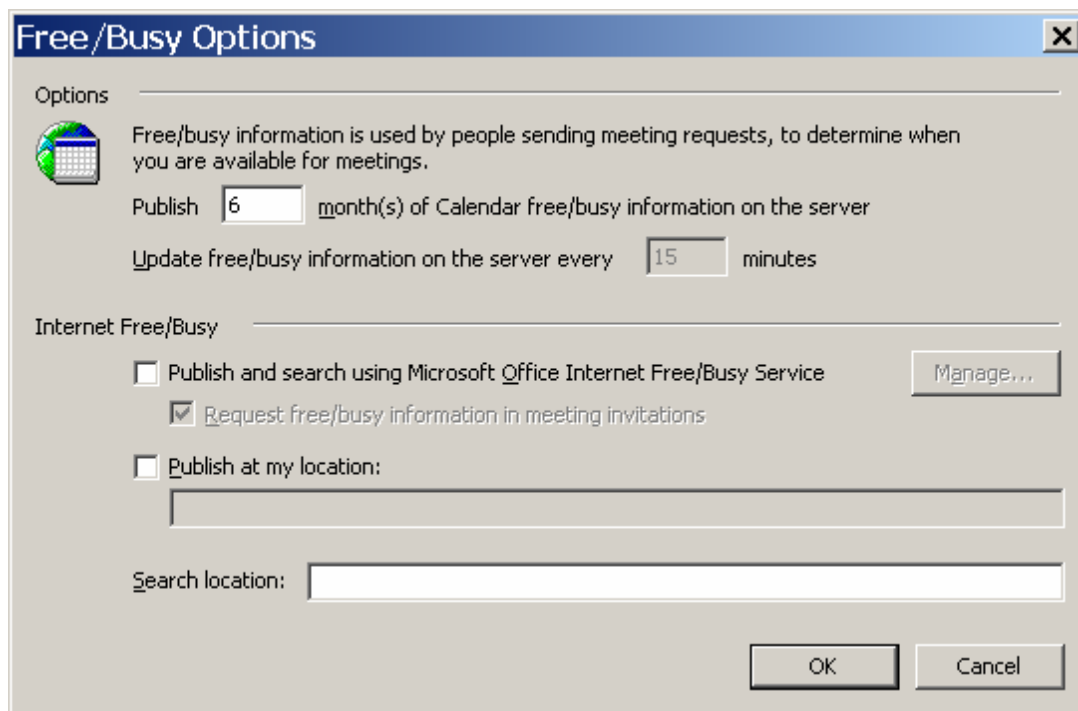 Free/Busy Options
Options
Free/busy information is used by people sending meeting requests, to determine when
you are available for meetings.
Publish 6 month(s) of Calendar free/busy information on the server
Update free/busy information on the server every 15 minutes
Internet Free/Busy
Publish and search using Microsoft Office Internet Free/Busy Service Manage...
Request free/busy information in meeting invitations
Publish at my location:
Search location:
OK Cancel